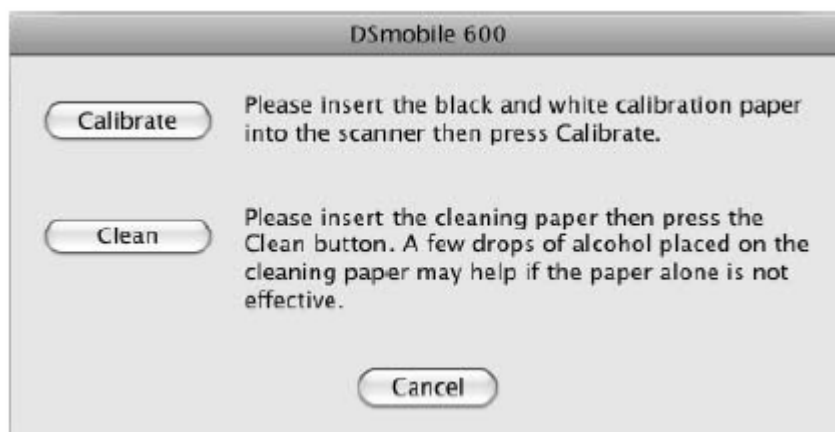 DSmobile 600
Calibrate
Please insert the black and white calibration paper
into the scanner then press Calibrate.
Clean
Please insert the cleaning paper then press the
Clean button. A few drops of alcohol placed on the
cleaning paper may help if the paper alone is not
effective.
Cancel